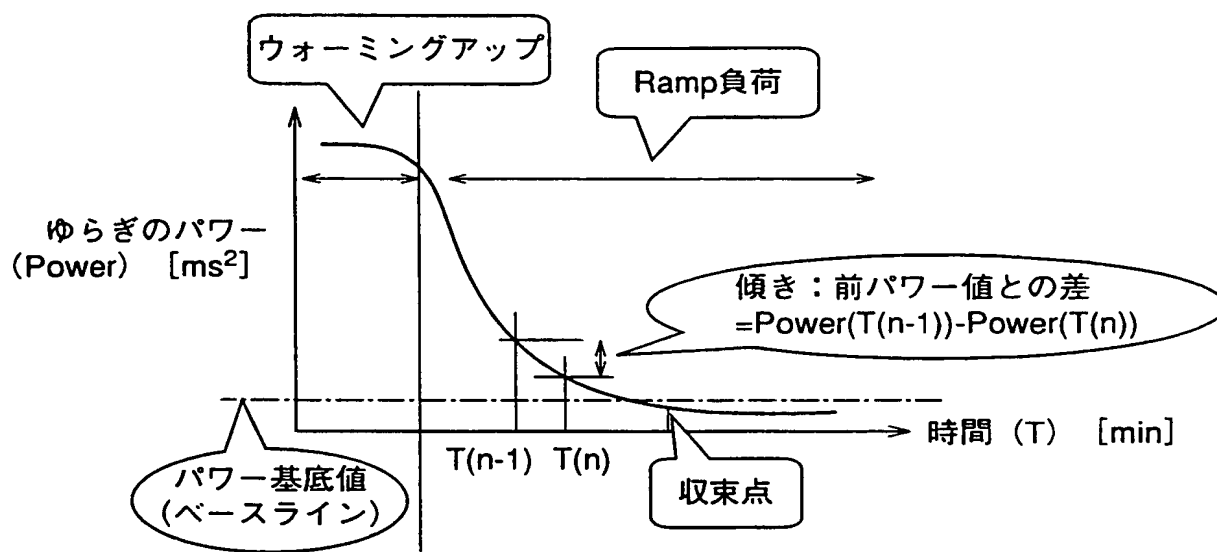 ウォーミングアップ
Ramp負荷
ゆらぎのパワー
（Power）［ms²］
傾き：前パワー値との差
=Power(T(n-1))-Power(T(n))
時間（T）［min］
T(n-1)
T(n)
パワー基底値
(ベースライン)
収束点